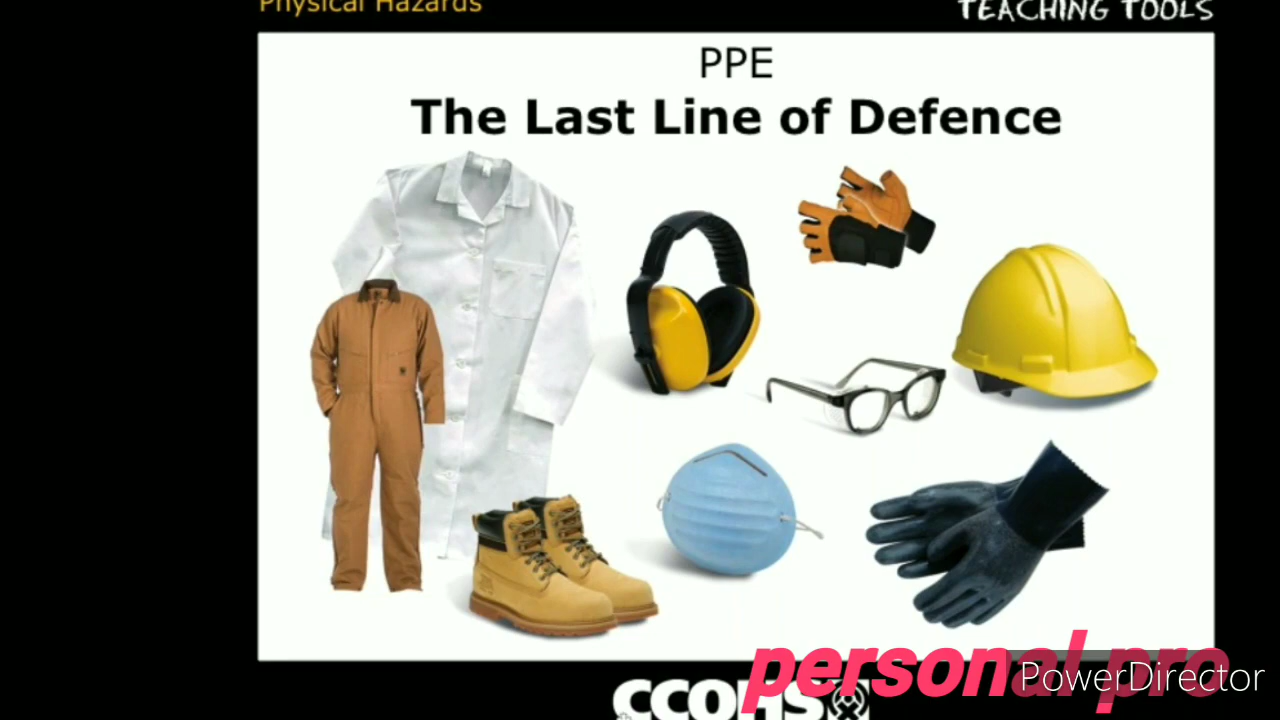 Physical Hazards
TEACHING TOOLS
PPE
The Last Line of Defence
personal pro
PowerDirector
CCOHS